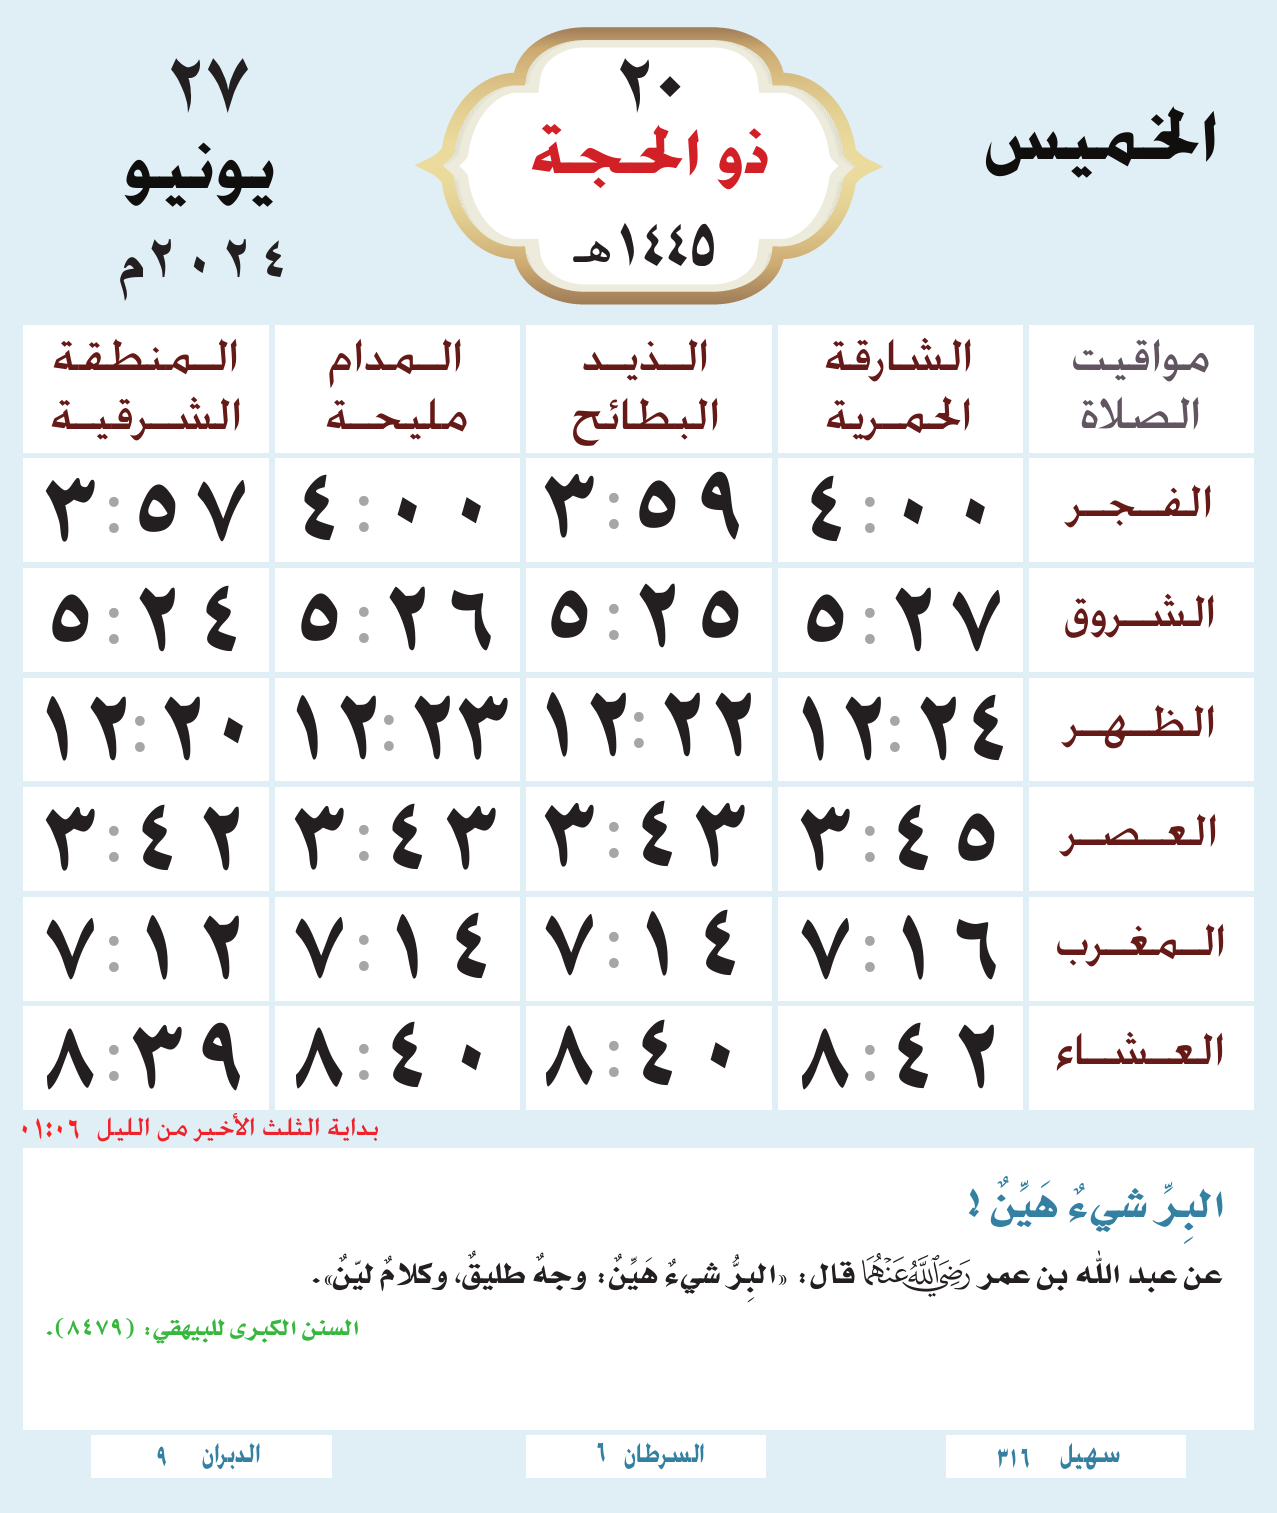 الخميس
٢٠
ذو الحجة
١٤٤٥هـ
٢٧
يونيو
٢٠٢٤م
مواقيت الصلاة | الشارقة الحمرية | الذيد البطائح | المدام مليحة | المنطقة الشرقية
الفجر ٤:٠٠ ٣:٥٩ ٤:٠٠ ٣:٥٧
الشروق ٥:٢٧ ٥:٢٥ ٥:٢٦ ٥:٢٤
الظهر ١٢:٢٤ ١٢:٢٢ ١٢:٢٣ ١٢:٢٠
العصر ٣:٤٥ ٣:٤٣ ٣:٤٣ ٣:٤٢
المغرب ٧:١٦ ٧:١٤ ٧:١٤ ٧:١٢
العشاء ٨:٤٢ ٨:٤٠ ٨:٤٠ ٨:٣٩
بداية الثلث الأخير من الليل ٠١:٠٦
البِرِّ شيءٌ هَيِّنٌ !
عن عبد الله بن عمر رَضِيَ اللَّهُ عَنْهُمَا قال: «البِرُّ شيءٌ هَيِّنٌ: وجهٌ طليقٌ، وكلامٌ ليّنٌ».
السنن الكبرى للبيهقي: (٨٤٧٩).
سهيل ٣١٦
السرطان ٦
الدبران ٩